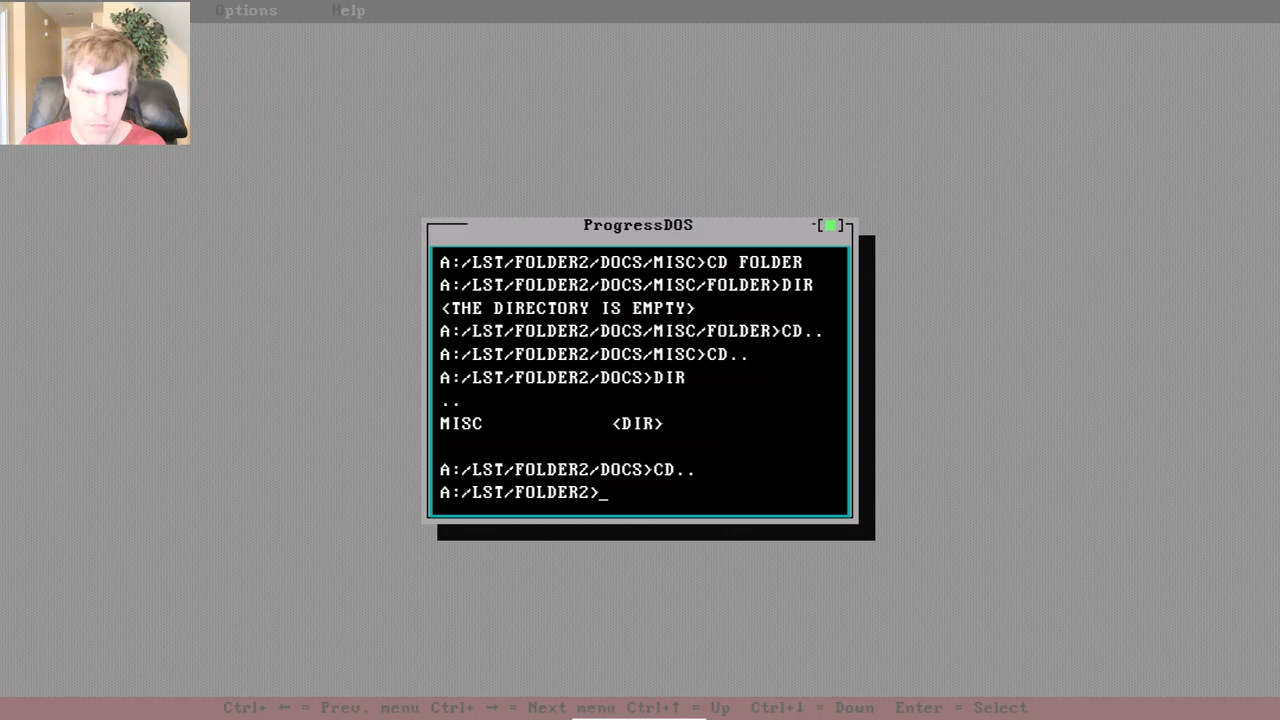 Options Help
ProgressDOS
A:/LST/FOLDER2/DOCS/MISC>CD FOLDER
A:/LST/FOLDER2/DOCS/MISC/FOLDER>DIR
<THE DIRECTORY IS EMPTY>
A:/LST/FOLDER2/DOCS/MISC/FOLDER>CD..
A:/LST/FOLDER2/DOCS/MISC>CD..
A:/LST/FOLDER2/DOCS>DIR
..
MISC <DIR>
A:/LST/FOLDER2/DOCS>CD..
A:/LST/FOLDER2>_
Ctrl+ ← = Prev. menu Ctrl+ → = Next menu Ctrl+↑ = Up Ctrl+↓ = Down Enter = Select